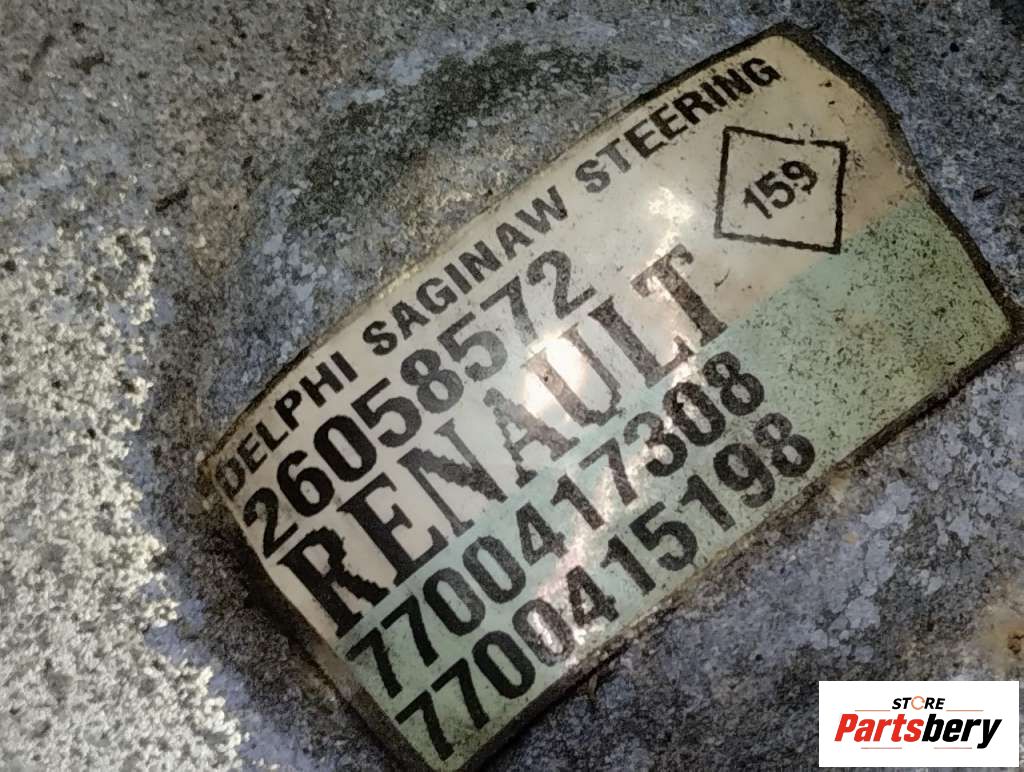 DELPHI SAGINAW STEERING
26058572
159
RENAULT
7700417308
7700415198
STORE
Partsbery